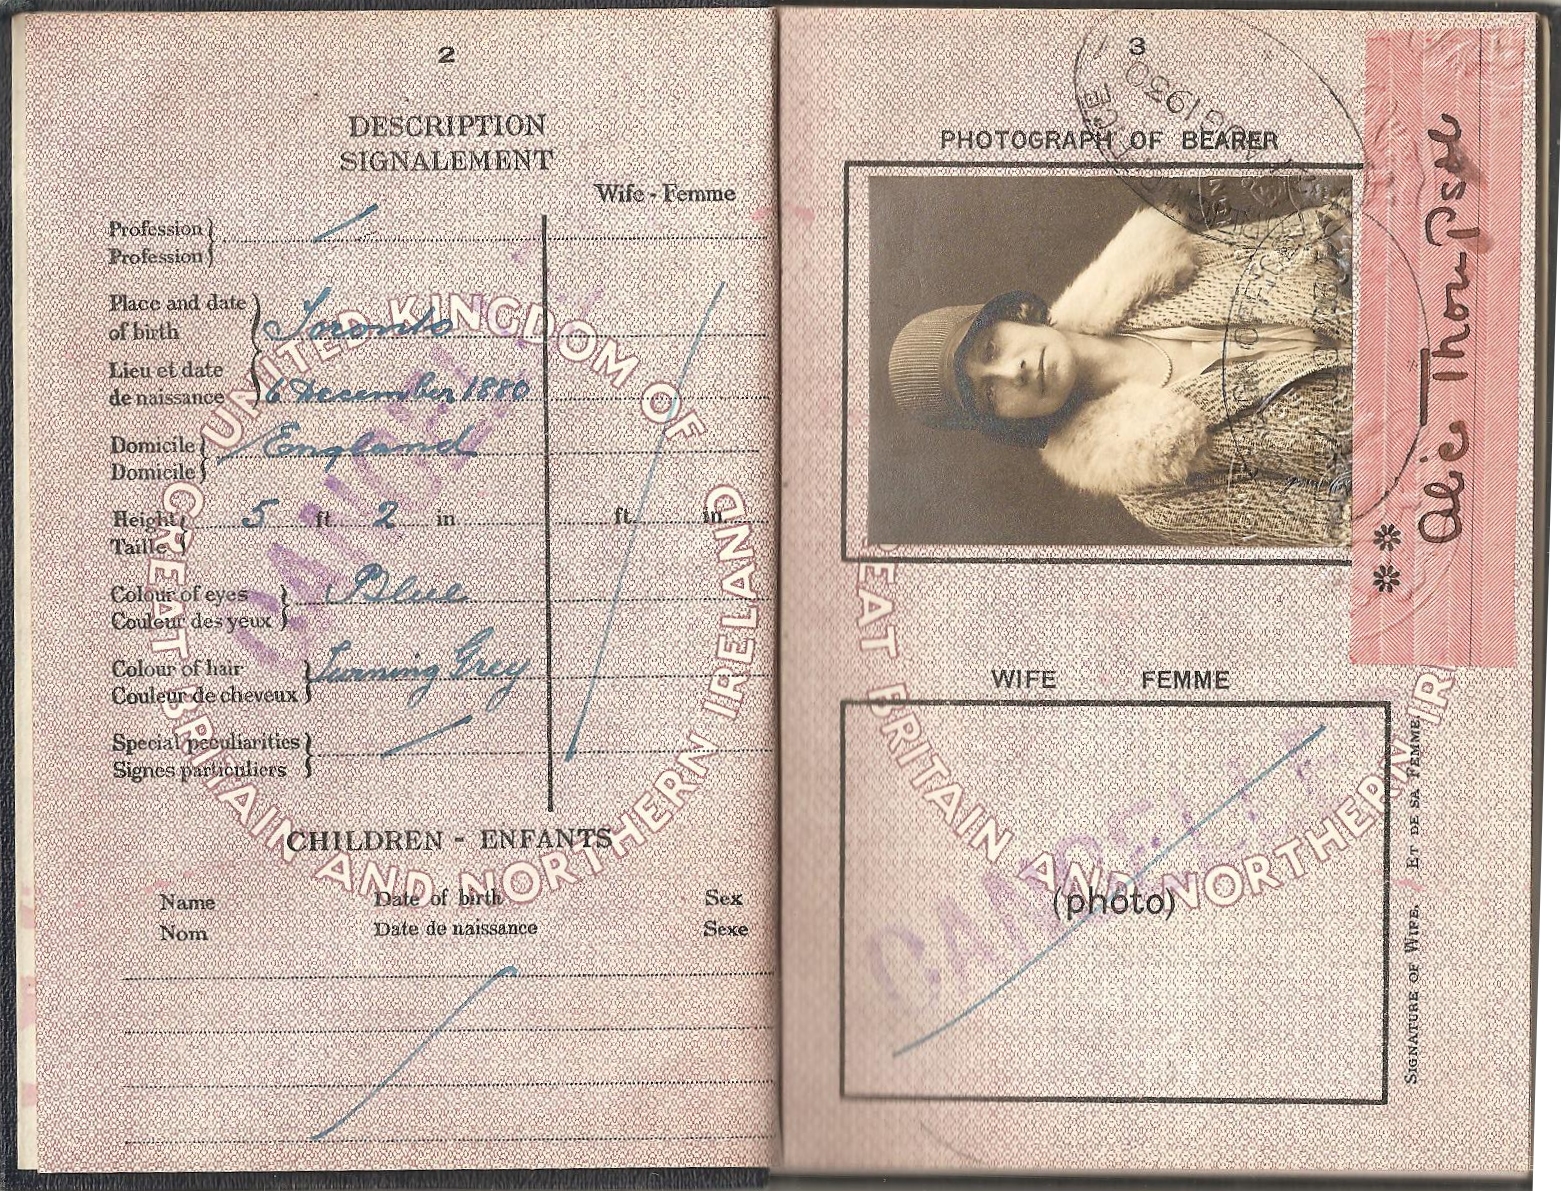 2
DESCRIPTION
SIGNALEMENT
Wife - Femme
Profession
Profession
Place and date
of birth
Toronto
Lieu et date
de naissance
6 December 1880
Domicile
Domicile
England
Height 5 ft. 2 in ft. in.
Taille
Colour of eyes
Couleur des yeux
Blue
Colour of hair
Couleur de cheveux
Turning Grey
Special peculiarities
Signes particuliers
CHILDREN - ENFANTS
Name Date of birth Sex
Nom Date de naissance Sexe
UNITED KINGDOM OF
GREAT BRITAIN AND NORTHERN IRELAND
CANCELLED
3
PHOTOGRAPH OF BEARER
1930
** Alice Thompson
WIFE FEMME
(photo)
EAT BRITAIN AND NORTHERN IR
CANCELLED
SIGNATURE OF WIFE. ET DE SA FEMME.